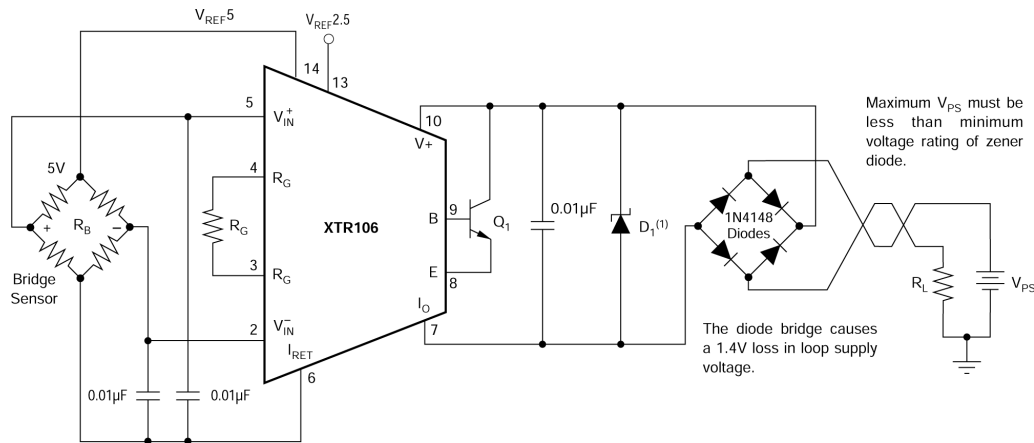 V_REF5
V_REF2.5
14
13
5
V_IN^+
10
V+
Maximum V_PS must be
less than minimum
voltage rating of zener
diode.
5V
4
R_G
R_B
+
–
R_G
XTR106
B
9
Q_1
0.01µF
D_1^(1)
1N4148
Diodes
Bridge
Sensor
3
R_G
E
8
R_L
V_PS
I_O
7
2
V_IN^–
I_RET
6
The diode bridge causes
a 1.4V loss in loop supply
voltage.
0.01µF
0.01µF